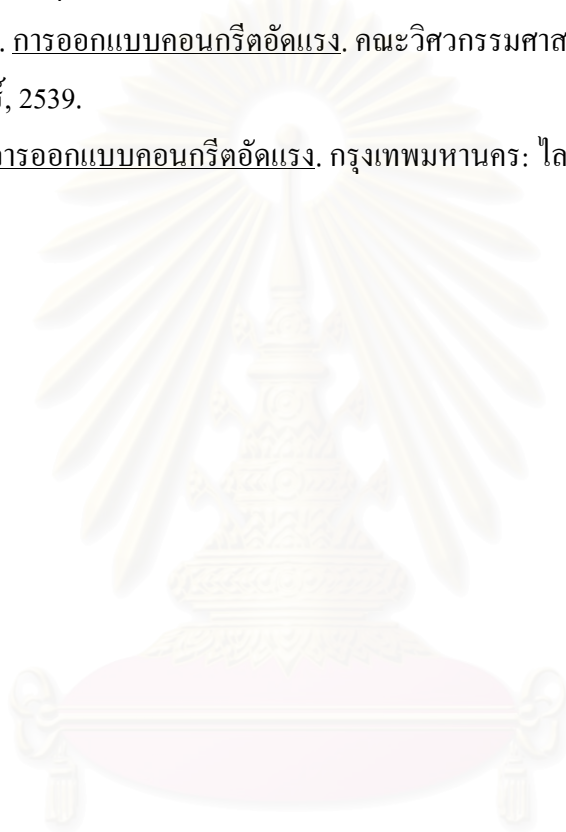 . การออกแบบคอนกรีตอัดแรง. คณะวิศวกรรมศาส
, 2539.
การออกแบบคอนกรีตอัดแรง. กรุงเทพมหานคร: ไล